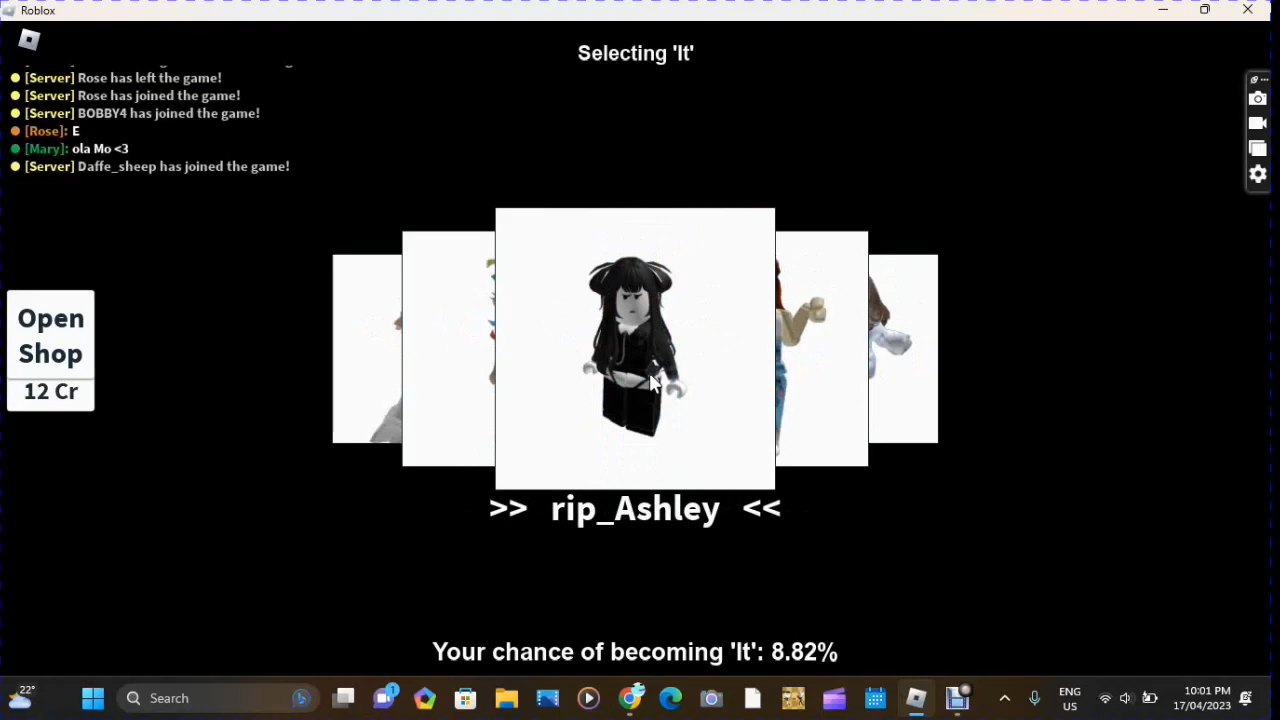 Roblox
Selecting 'It'
[Server] Rose has left the game!
[Server] Rose has joined the game!
[Server] BOBBY4 has joined the game!
[Rose]: E
[Mary]: ola Mo <3
[Server] Daffe_sheep has joined the game!
Open
Shop
12 Cr
>> rip_Ashley <<
Your chance of becoming 'It': 8.82%
22°
Search
1
ENG
US
10:01 PM
17/04/2023